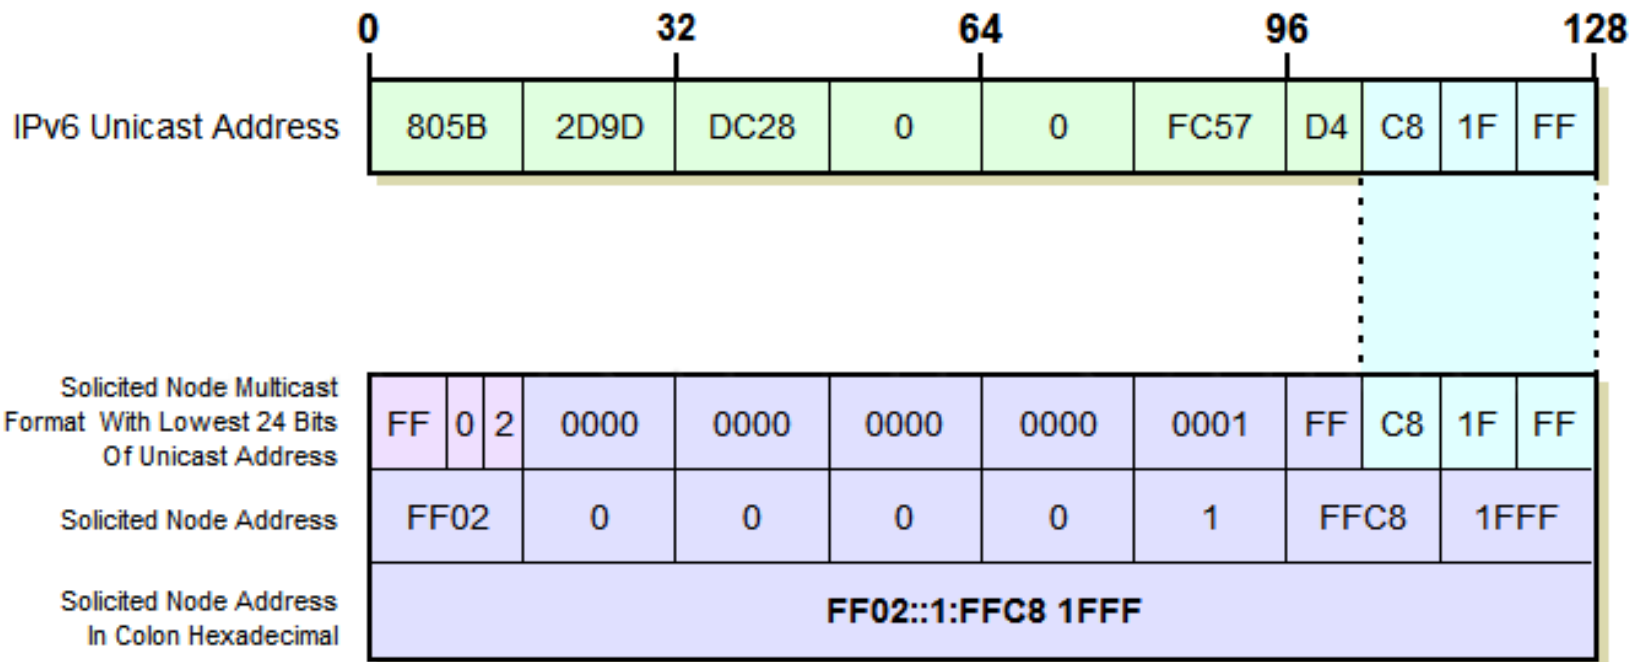 0 32 64 96 128
IPv6 Unicast Address 805B 2D9D DC28 0 0 FC57 D4 C8 1F FF
Solicited Node Multicast
Format With Lowest 24 Bits
Of Unicast Address
FF 0 2 0000 0000 0000 0000 0001 FF C8 1F FF
Solicited Node Address FF02 0 0 0 0 1 FFC8 1FFF
Solicited Node Address
In Colon Hexadecimal
FF02::1:FFC8 1FFF